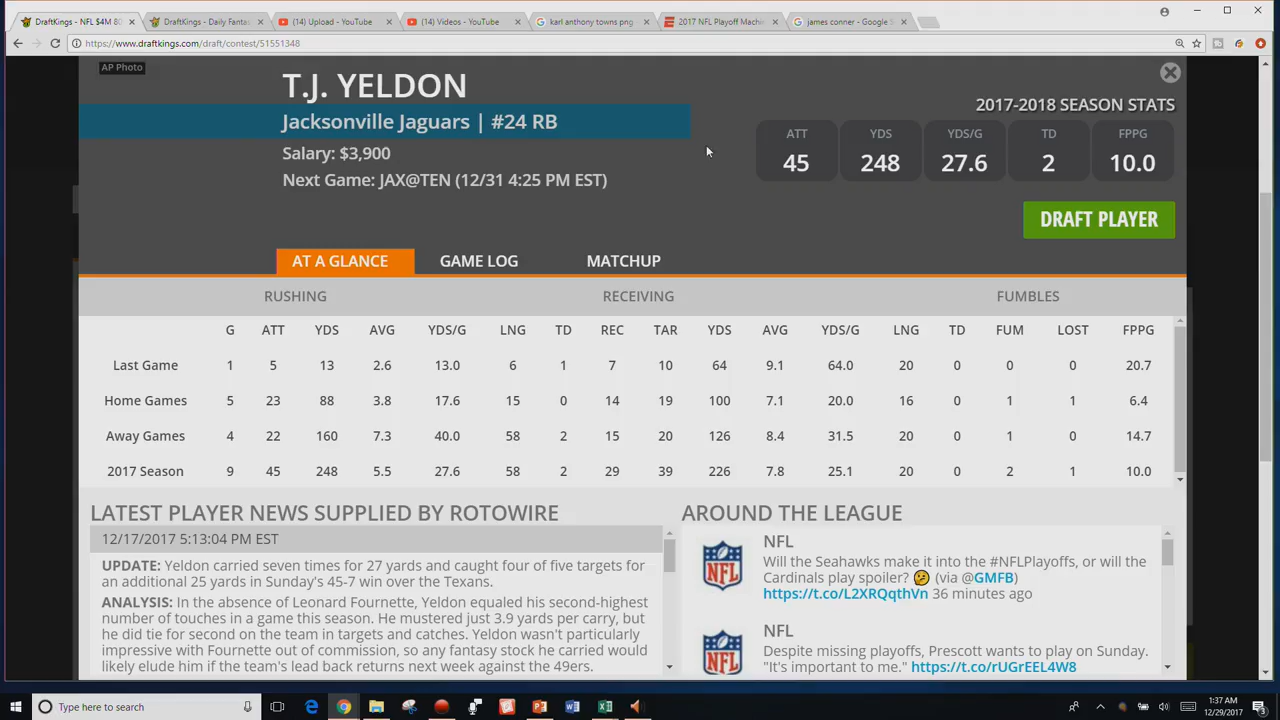 DraftKings - NFL $4M 80
DraftKings - Daily Fantas
(14) Upload - YouTube
(14) Videos - YouTube
karl anthony towns png
2017 NFL Playoff Machin
james conner - Google S
https://www.draftkings.com/draft/contest/51551348
AP Photo
T.J. YELDON
Jacksonville Jaguars | #24 RB
Salary: $3,900
Next Game: JAX@TEN (12/31 4:25 PM EST)
2017-2018 SEASON STATS
ATT YDS YDS/G TD FPPG
45 248 27.6 2 10.0
DRAFT PLAYER
AT A GLANCE GAME LOG MATCHUP
RUSHING RECEIVING FUMBLES
G ATT YDS AVG YDS/G LNG TD REC TAR YDS AVG YDS/G LNG TD FUM LOST FPPG
Last Game 1 5 13 2.6 13.0 6 1 7 10 64 9.1 64.0 20 0 0 0 20.7
Home Games 5 23 88 3.8 17.6 15 0 14 19 100 7.1 20.0 16 0 1 1 6.4
Away Games 4 22 160 7.3 40.0 58 2 15 20 126 8.4 31.5 20 0 1 0 14.7
2017 Season 9 45 248 5.5 27.6 58 2 29 39 226 7.8 25.1 20 0 2 1 10.0
LATEST PLAYER NEWS SUPPLIED BY ROTOWIRE
12/17/2017 5:13:04 PM EST
UPDATE: Yeldon carried seven times for 27 yards and caught four of five targets for
an additional 25 yards in Sunday's 45-7 win over the Texans.
ANALYSIS: In the absence of Leonard Fournette, Yeldon equaled his second-highest
number of touches in a game this season. He mustered just 3.9 yards per carry, but
he did tie for second on the team in targets and catches. Yeldon wasn't particularly
impressive with Fournette out of commission, so any fantasy stock he carried would
likely elude him if the team's lead back returns next week against the 49ers.
AROUND THE LEAGUE
NFL
Will the Seahawks make it into the #NFLPlayoffs, or will the
Cardinals play spoiler? 🤔 (via @GMFB)
https://t.co/L2XRQqthVn 36 minutes ago
NFL
Despite missing playoffs, Prescott wants to play on Sunday.
"It's important to me." https://t.co/rUGrEEL4W8
Type here to search
1:37 AM
12/29/2017